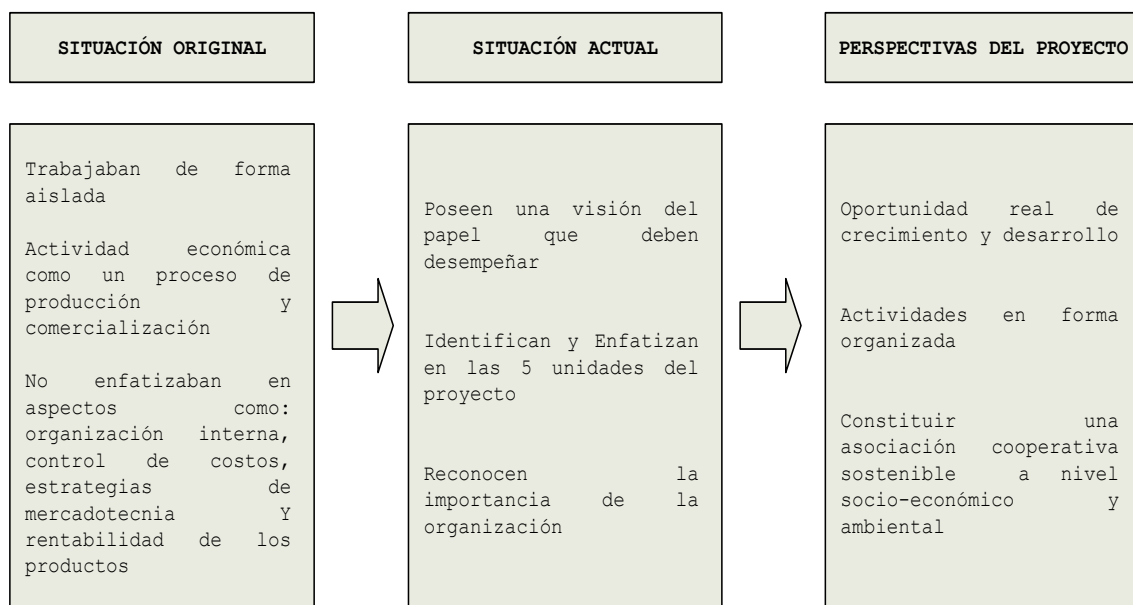 SITUACIÓN ORIGINAL
SITUACIÓN ACTUAL
PERSPECTIVAS DEL PROYECTO
Trabajaban de forma
aislada
Actividad económica
como un proceso de
producción y
comercialización
No enfatizaban en
aspectos como:
organización interna,
control de costos,
estrategias de
mercadotecnia Y
rentabilidad de los
productos
Poseen una visión del
papel que deben
desempeñar
Identifican y Enfatizan
en las 5 unidades del
proyecto
Reconocen la
importancia de la
organización
Oportunidad real de
crecimiento y desarrollo
Actividades en forma
organizada
Constituir una
asociación cooperativa
sostenible a nivel
socio-económico y
ambiental